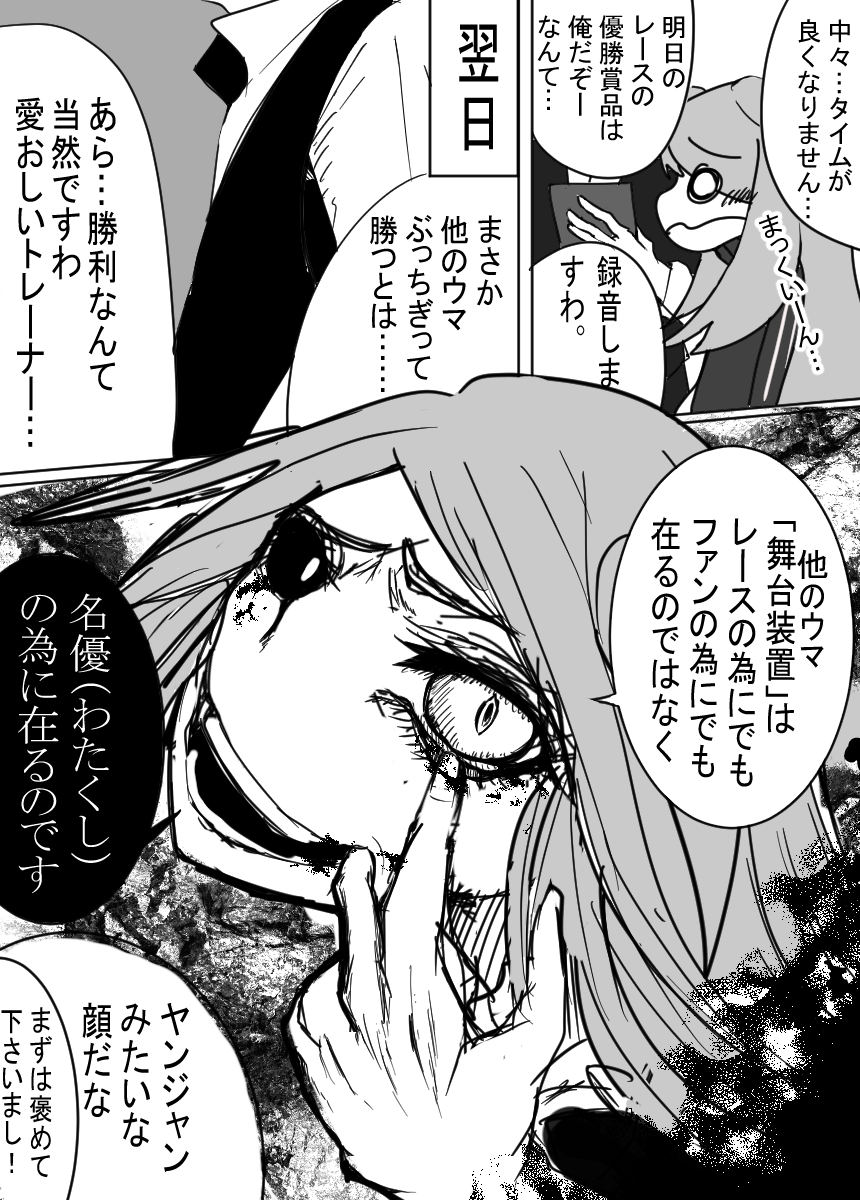 中々…タイムが
良くなりません…
まっくいーん…
明日の
レースの
優勝賞品は
俺だぞー
なんて…
録音しま
すわ。
翌日
まさか
他のウマ
ぶっちぎって
勝つとは……
あら…勝利なんて
当然ですわ
愛おしいトレーナー…
他のウマ
「舞台装置」は
レースの為にでも
ファンの為にでも
在るのではなく
名優(わたくし)
の為に在るのです
ヤンジャン
みたいな
顔だな
まずは褒めて
下さいまし！